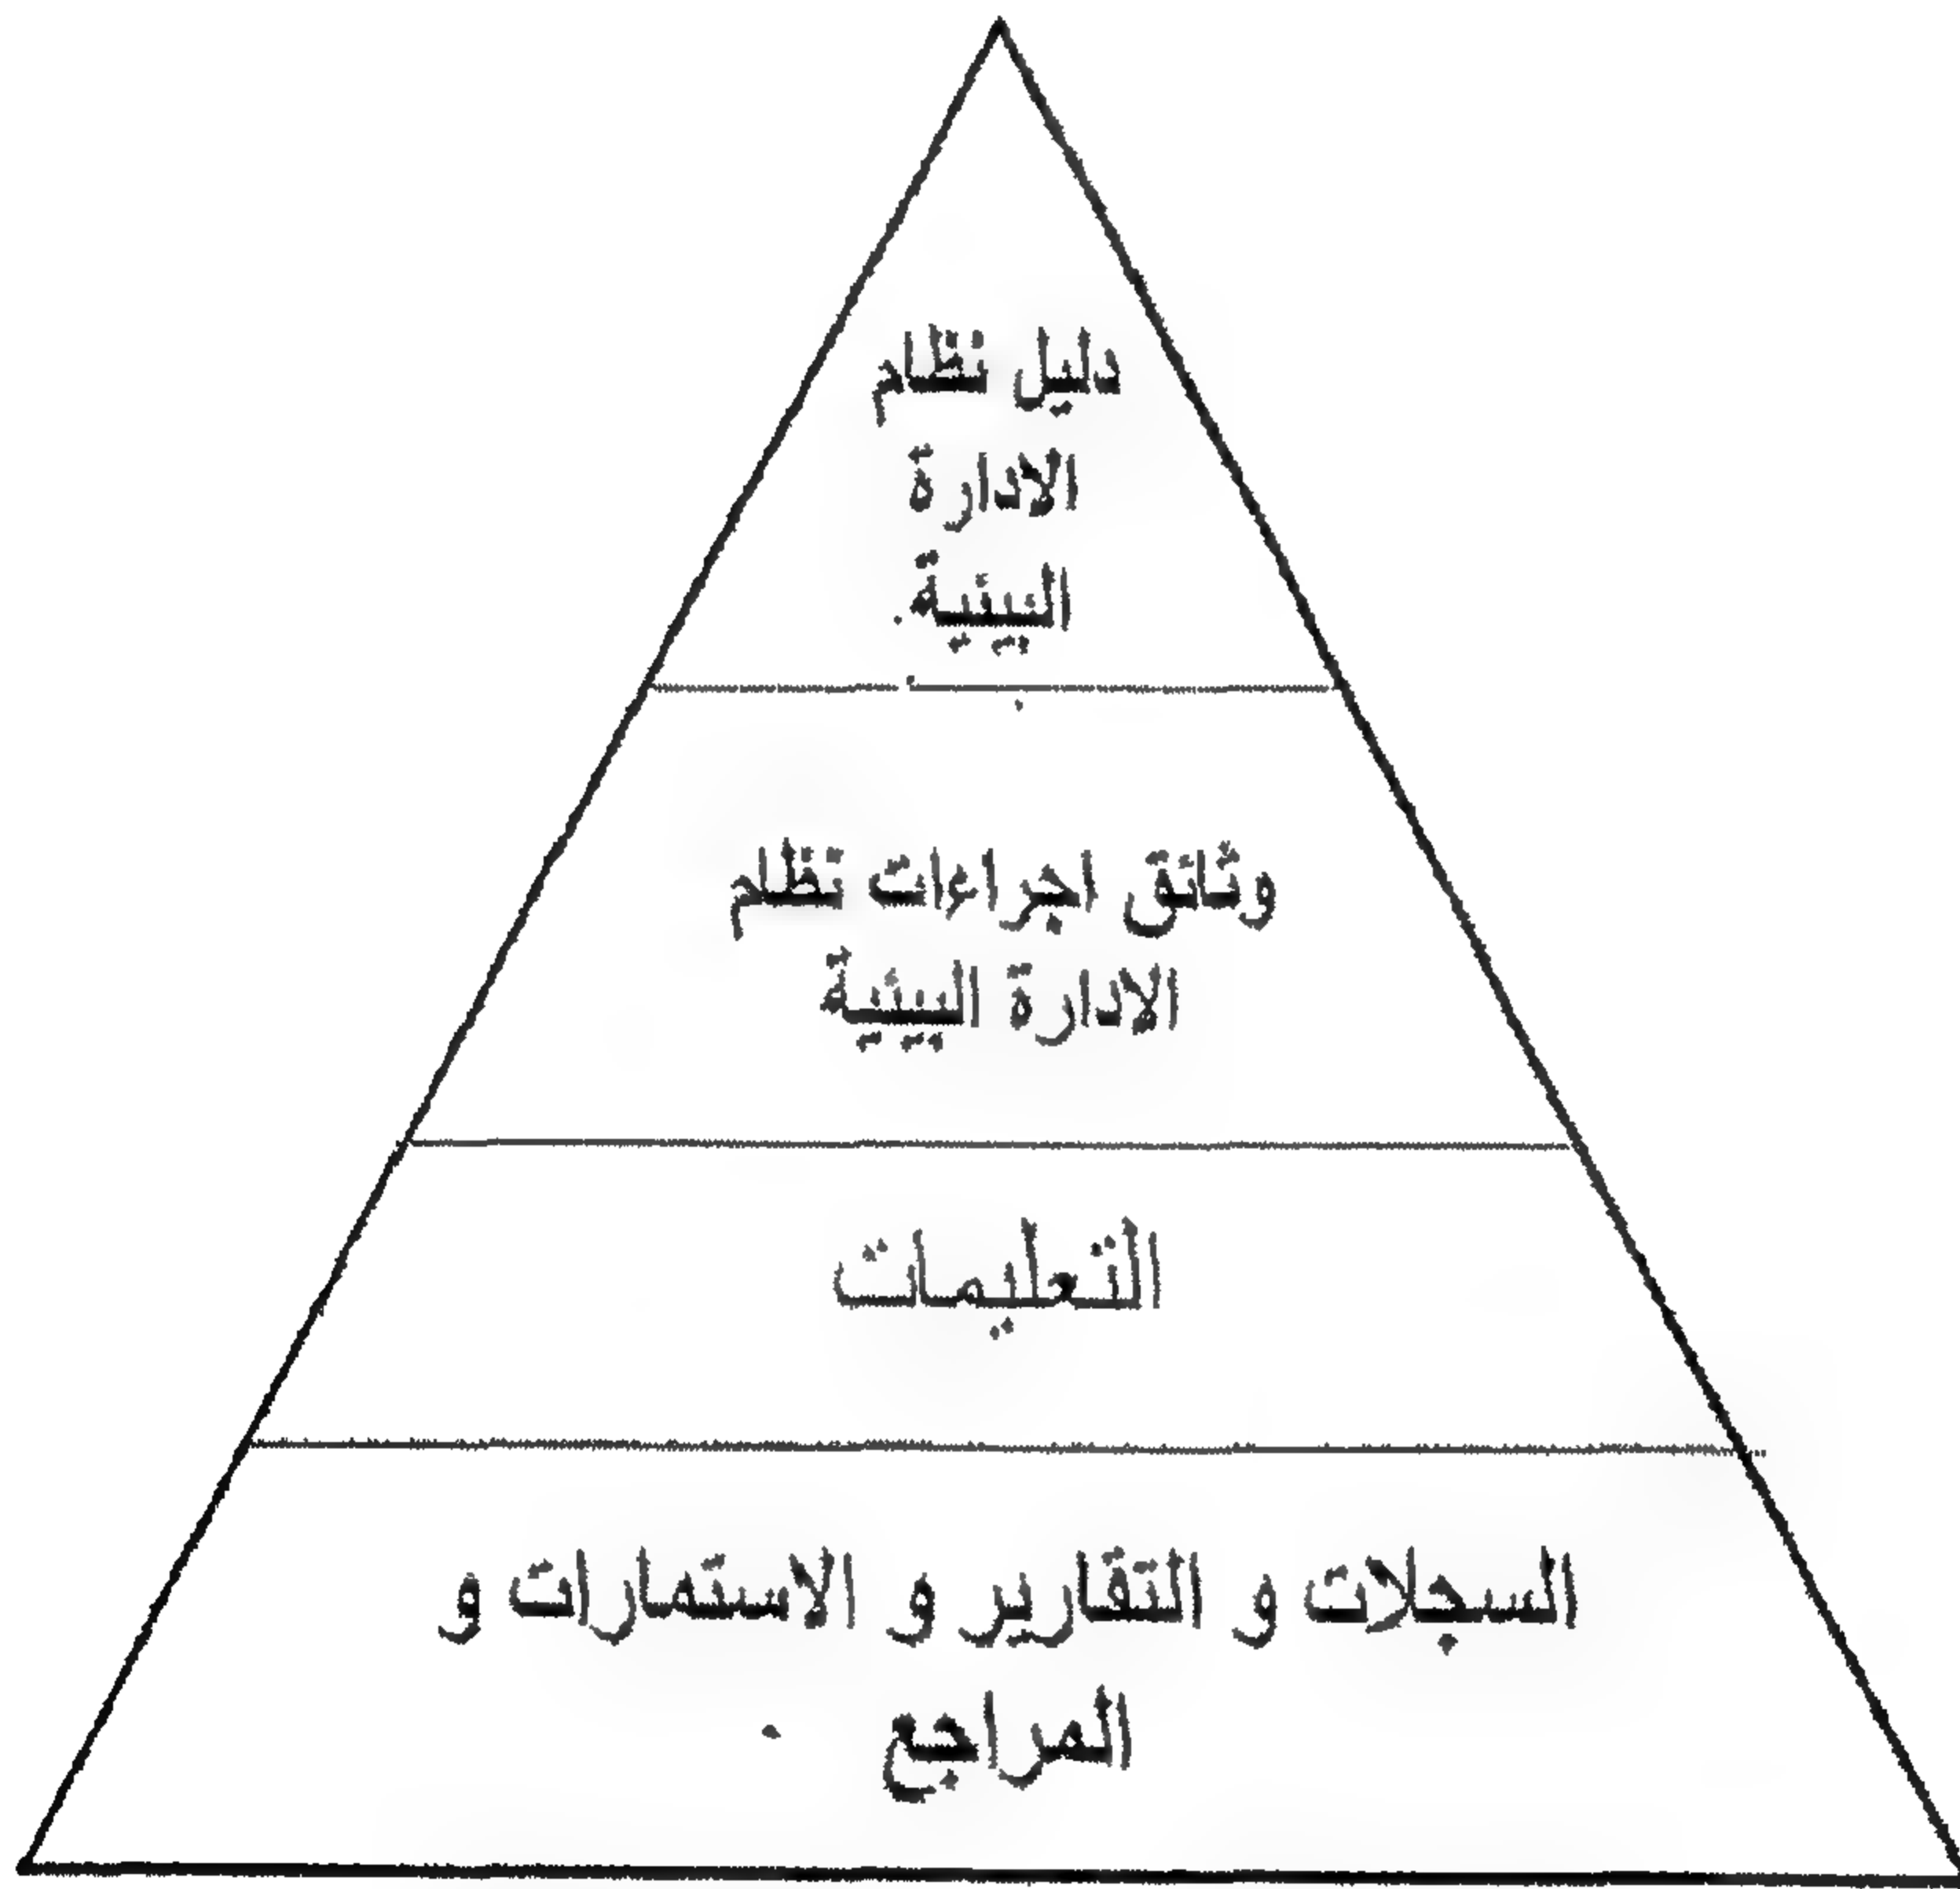 دليل نظام
الادارة
البيئية
وثائق اجراءات نظام
الادارة البيئية
التعليمات
السجلات و التقارير و الاستمارات و
المراجع